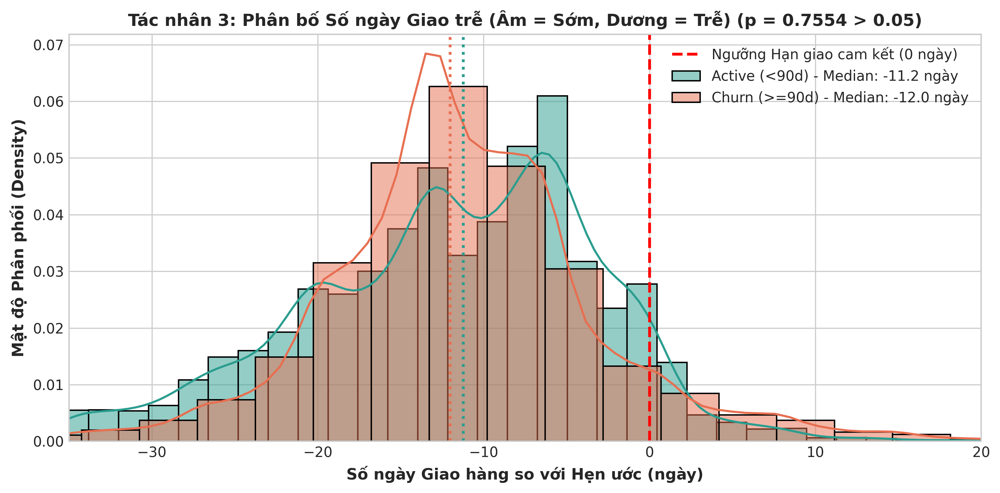 Tác nhân 3: Phân bố Số ngày Giao trễ (Âm = Sớm, Dương = Trễ) (p = 0.7554 > 0.05)
Mật độ Phân phối (Density)
0.07
0.06
0.05
0.04
0.03
0.02
0.01
0.00
Ngưỡng Hạn giao cam kết (0 ngày)
Active (<90d) - Median: -11.2 ngày
Churn (>=90d) - Median: -12.0 ngày
−30
−20
−10
0
10
20
Số ngày Giao hàng so với Hẹn ước (ngày)